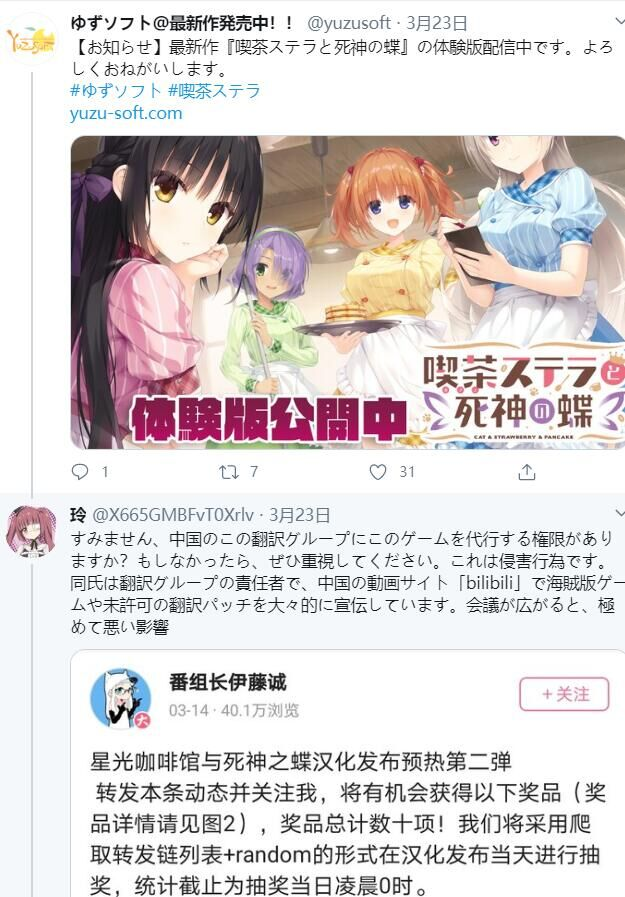 ゆずソフト@最新作発売中!! @yuzusoft · 3月23日
【お知らせ】最新作『喫茶ステラと死神の蝶』の体験版配信中です。よろ
しくおねがいします。
#ゆずソフト #喫茶ステラ
yuzu-soft.com
喫茶ステラと
死神の蝶
CAT & STRAWBERRY & PANCAKE
体験版公開中
1 7 31
玲 @X665GMBFvT0Xrlv · 3月23日
すみません、中国のこの翻訳グループにこのゲームを代行する権限があり
ますか? もしなかったら、ぜひ重視してください。これは侵害行為です。
同氏は翻訳グループの責任者で、中国の動画サイト「bilibili」で海賊版ゲー
ムや未許可の翻訳パッチを大々的に宣伝しています。会議が広がると、極
めて悪い影響
番组长伊藤诚
03-14 · 40.1万浏览
+关注
大
星光咖啡馆与死神之蝶汉化发布预热第二弹
转发本条动态并关注我，将有机会获得以下奖品（奖
品详情请见图2），奖品总计数十项！我们将采用爬
取转发链列表+random的形式在汉化发布当天进行抽
奖，统计截止为抽奖当日凌晨0时。